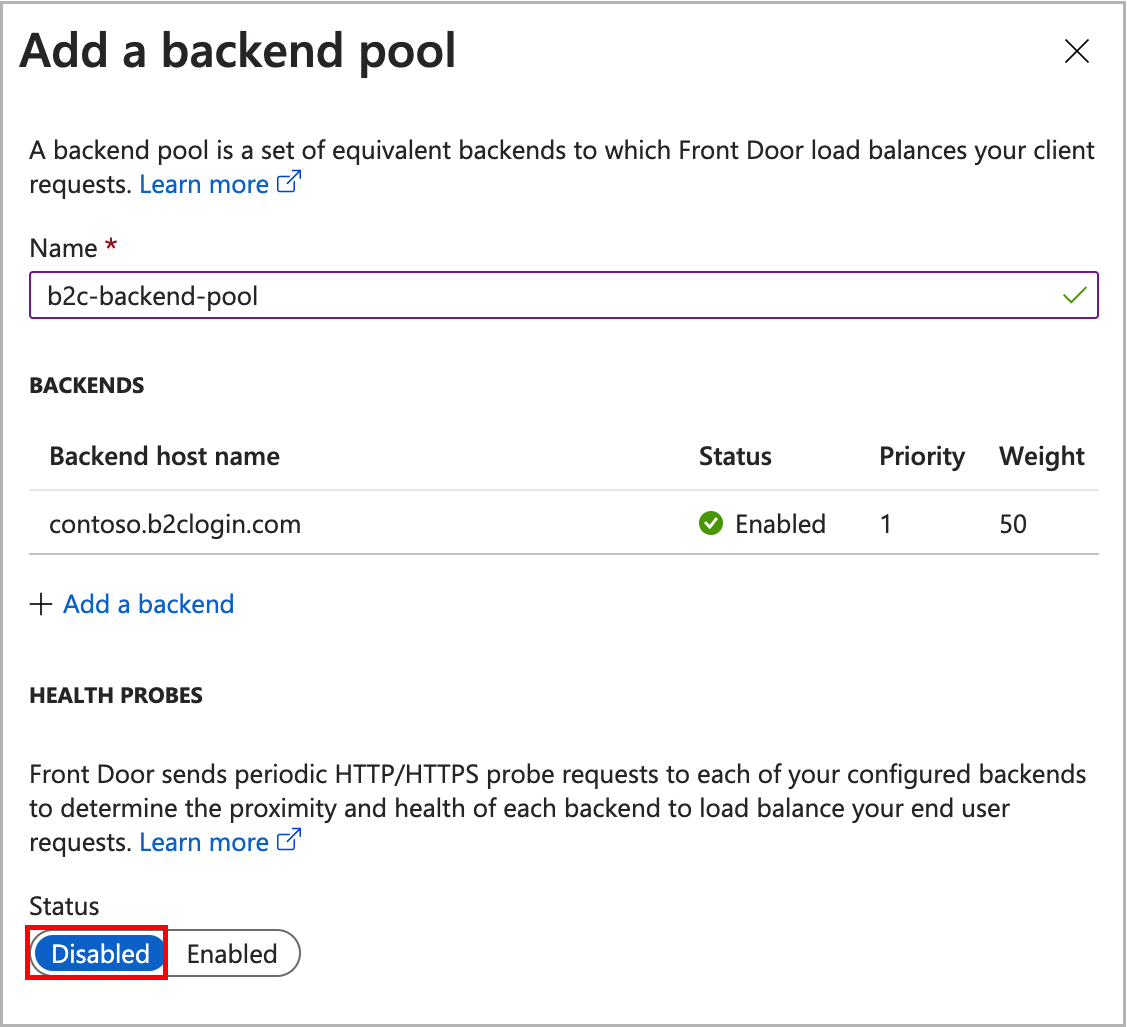 Add a backend pool
A backend pool is a set of equivalent backends to which Front Door load balances your client
requests. Learn more
Name *
b2c-backend-pool
BACKENDS
Backend host name Status Priority Weight
contoso.b2clogin.com Enabled 1 50
+ Add a backend
HEALTH PROBES
Front Door sends periodic HTTP/HTTPS probe requests to each of your configured backends
to determine the proximity and health of each backend to load balance your end user
requests. Learn more
Status
Disabled Enabled